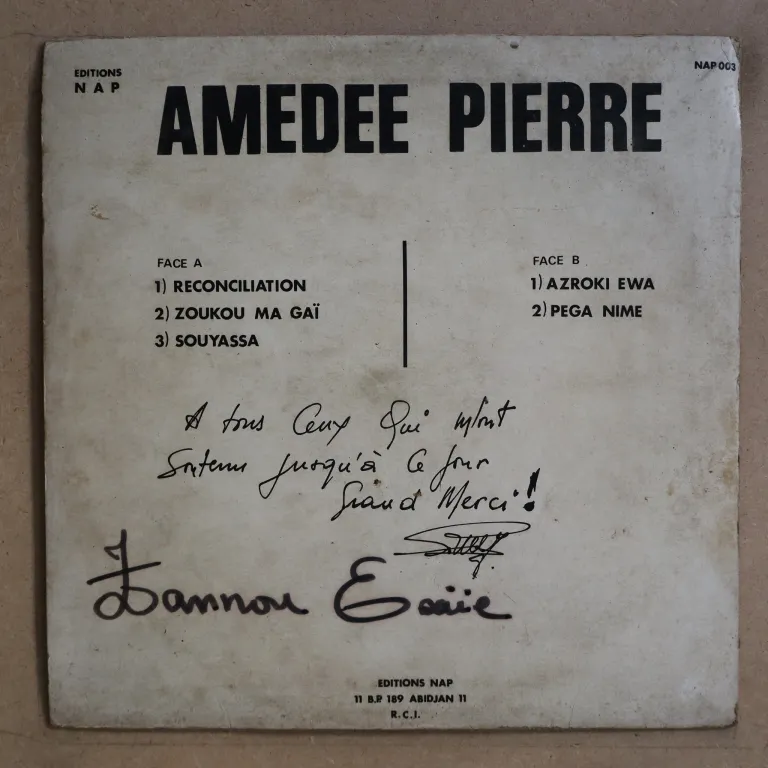 EDITIONS
NAP
NAP 003
AMEDEE PIERRE
FACE A
1) RECONCILIATION
2) ZOUKOU MA GAÏ
3) SOUYASSA
FACE B
1) AZROKI EWA
2) PEGA NIME
A tous Ceux Qui m'ont
Soutenu jusqu'à Ce jour
Grand Merci!
Zannou Esaïe
EDITIONS NAP
11 B.P. 189 ABIDJAN 11
R.C.I.